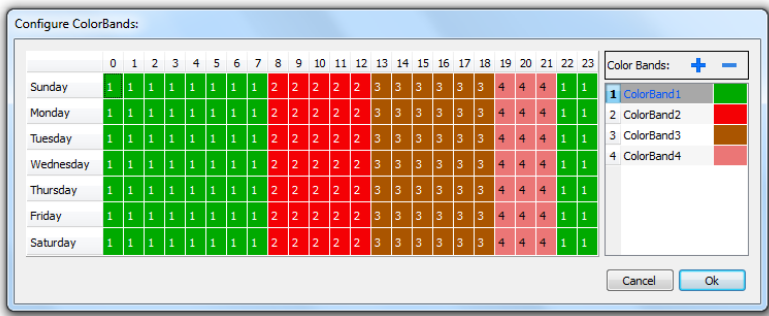 Configure ColorBands:
0 1 2 3 4 5 6 7 8 9 10 11 12 13 14 15 16 17 18 19 20 21 22 23
Sunday 1 1 1 1 1 1 1 1 2 2 2 2 2 3 3 3 3 3 3 4 4 4 1 1
Monday 1 1 1 1 1 1 1 1 2 2 2 2 2 3 3 3 3 3 3 4 4 4 1 1
Tuesday 1 1 1 1 1 1 1 1 2 2 2 2 2 3 3 3 3 3 3 4 4 4 1 1
Wednesday 1 1 1 1 1 1 1 1 2 2 2 2 2 3 3 3 3 3 3 4 4 4 1 1
Thursday 1 1 1 1 1 1 1 1 2 2 2 2 2 3 3 3 3 3 3 4 4 4 1 1
Friday 1 1 1 1 1 1 1 1 2 2 2 2 2 3 3 3 3 3 3 4 4 4 1 1
Saturday 1 1 1 1 1 1 1 1 2 2 2 2 2 3 3 3 3 3 3 4 4 4 1 1
Color Bands:
1 ColorBand1
2 ColorBand2
3 ColorBand3
4 ColorBand4
Cancel Ok